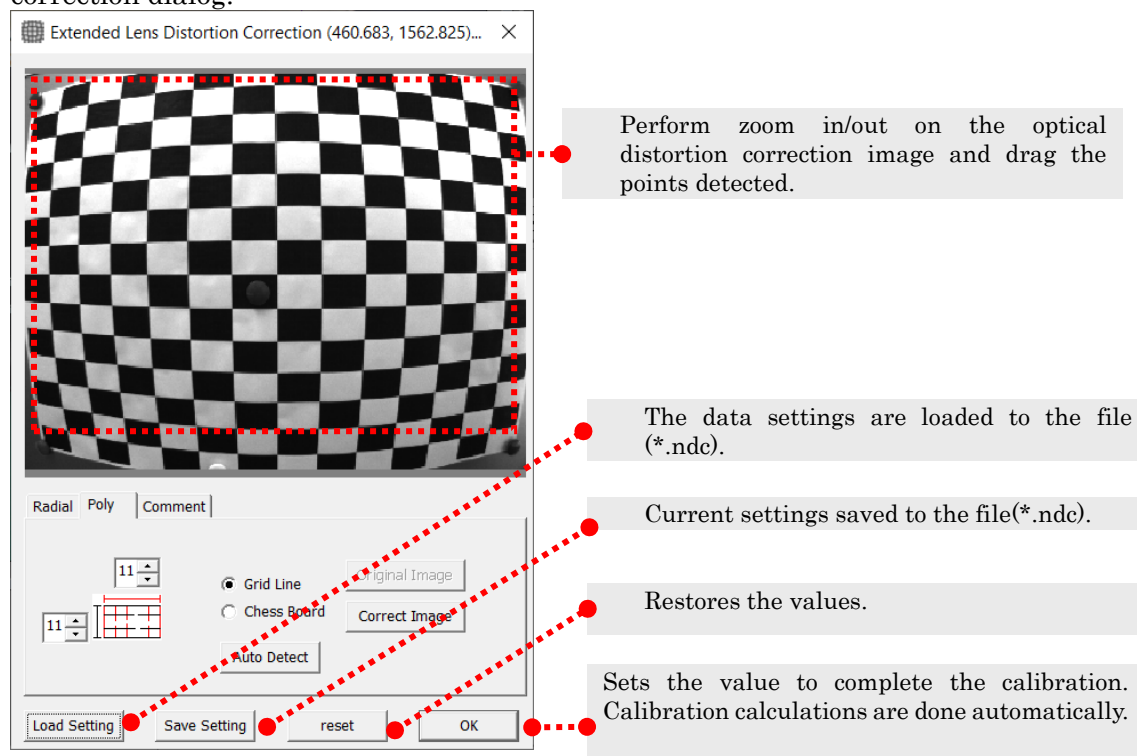 correction dialog.
Extended Lens Distortion Correction (460.683, 1562.825)...
Perform zoom in/out on the optical
distortion correction image and drag the
points detected.
The data settings are loaded to the file
(*.ndc).
Current settings saved to the file(*.ndc).
Restores the values.
Sets the value to complete the calibration.
Calibration calculations are done automatically.
Radial Poly Comment
11
11
Grid Line
Chess Board
Original Image
Correct Image
Auto Detect
Load Setting Save Setting reset OK